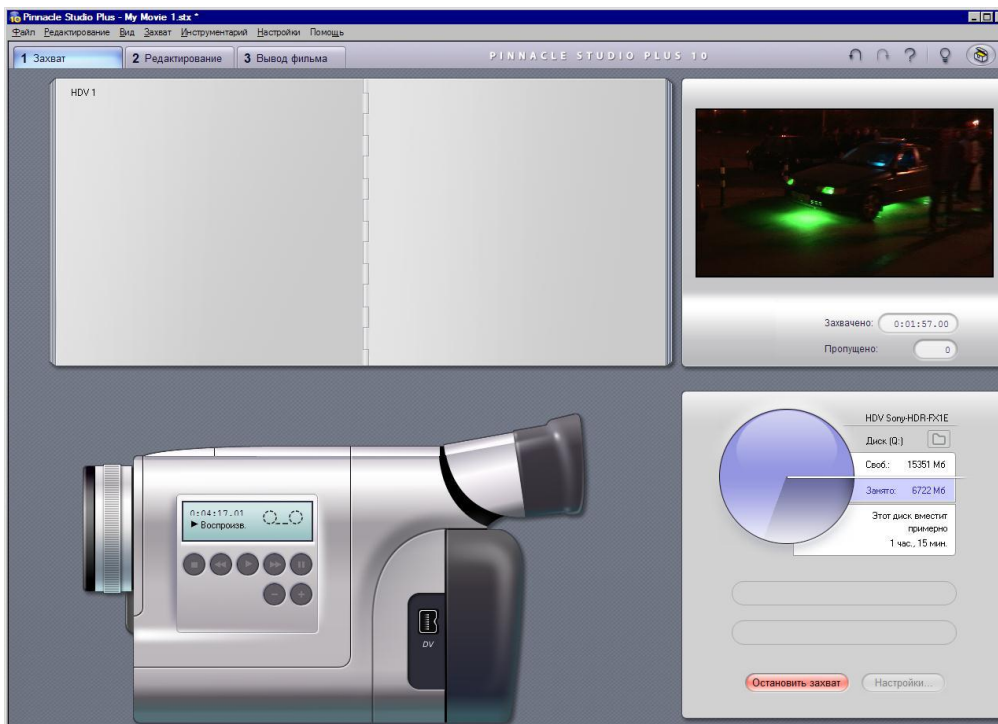 Pinnacle Studio Plus - My Movie 1.stx *
Файл Редактирование Вид Захват Инструментарий Настройки Помощь
1 Захват 2 Редактирование 3 Вывод фильма PINNACLE STUDIO PLUS 10
HDV 1
Захвачено: 0:01:57.00
Пропущено: 0
HDV Sony-HDR-FX1E
Диск (Q:)
Своб.: 15351 Мб
Занято: 6722 Мб
Этот диск вместит
примерно
1 час., 15 мин.
0:04:17.01
Воспроизв.
DV
Остановить захват Настройки...